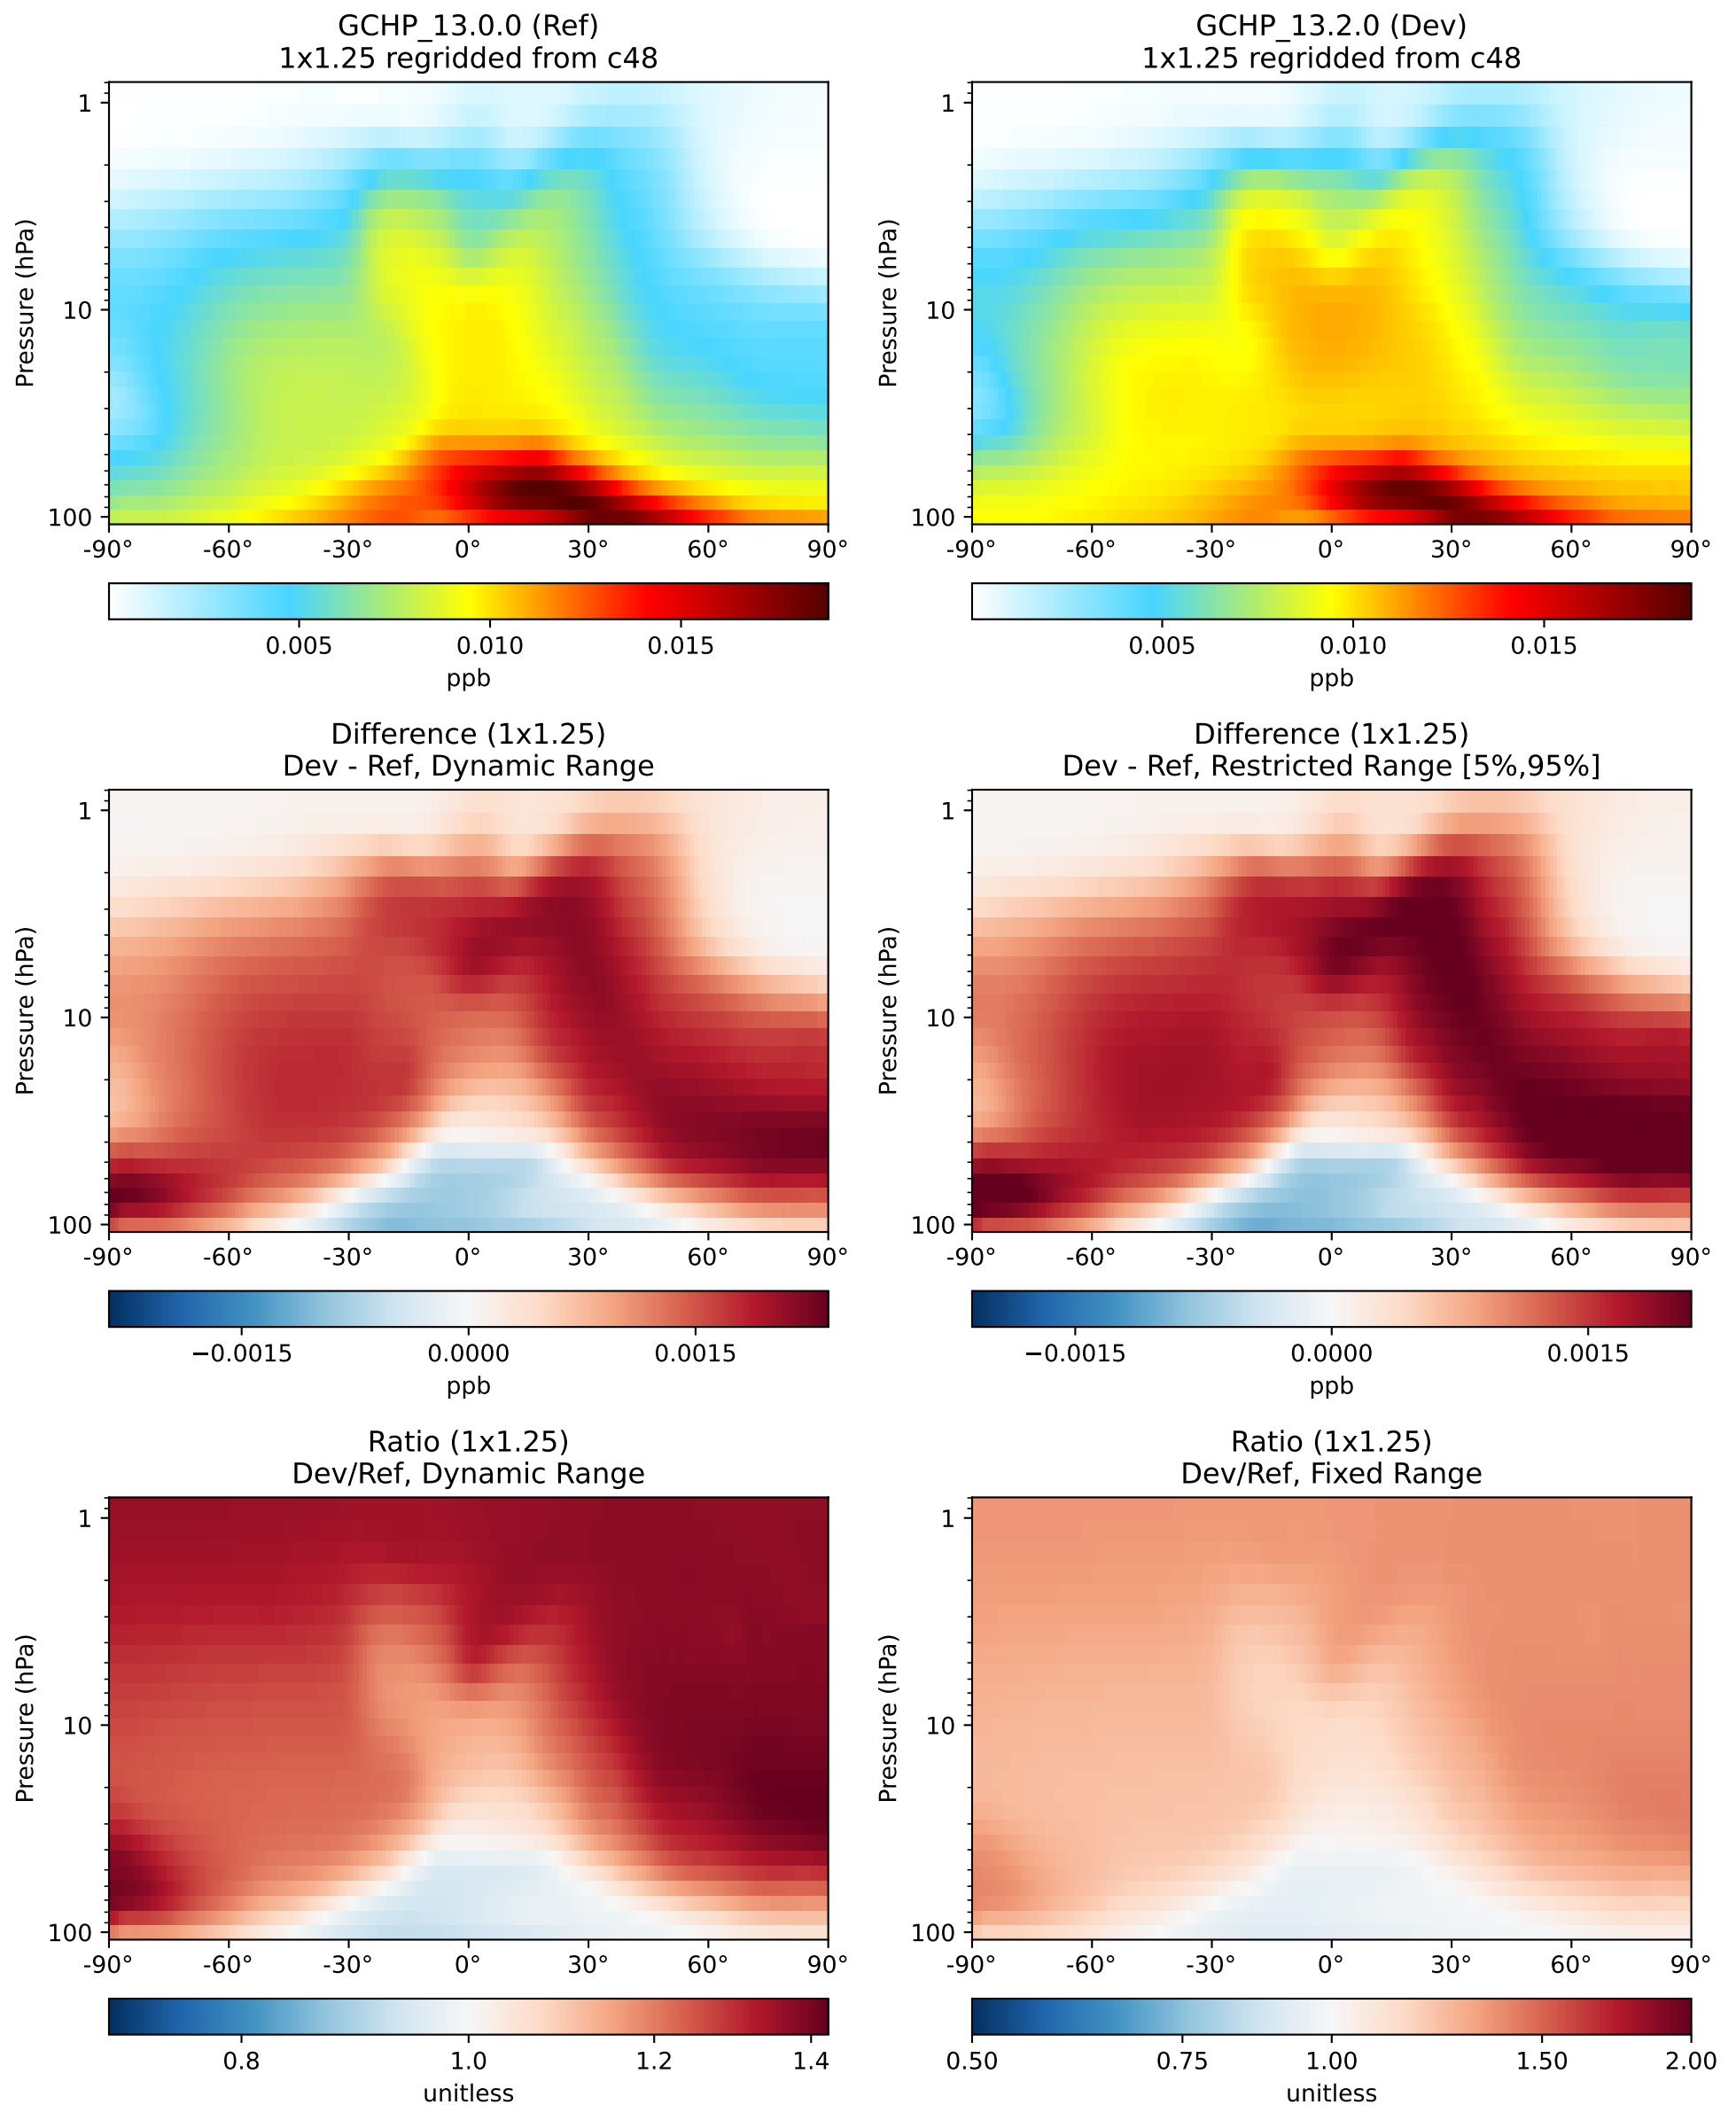 GCHP_13.0.0 (Ref)
1x1.25 regridded from c48
Pressure (hPa)
1
10
100
-90° -60° -30° 0° 30° 60° 90°
0.005 0.010 0.015
ppb
GCHP_13.2.0 (Dev)
1x1.25 regridded from c48
Pressure (hPa)
1
10
100
-90° -60° -30° 0° 30° 60° 90°
0.005 0.010 0.015
ppb
Difference (1x1.25)
Dev - Ref, Dynamic Range
Pressure (hPa)
1
10
100
-90° -60° -30° 0° 30° 60° 90°
−0.0015 0.0000 0.0015
ppb
Difference (1x1.25)
Dev - Ref, Restricted Range [5%,95%]
Pressure (hPa)
1
10
100
-90° -60° -30° 0° 30° 60° 90°
−0.0015 0.0000 0.0015
ppb
Ratio (1x1.25)
Dev/Ref, Dynamic Range
Pressure (hPa)
1
10
100
-90° -60° -30° 0° 30° 60° 90°
0.8 1.0 1.2 1.4
unitless
Ratio (1x1.25)
Dev/Ref, Fixed Range
Pressure (hPa)
1
10
100
-90° -60° -30° 0° 30° 60° 90°
0.50 0.75 1.00 1.50 2.00
unitless